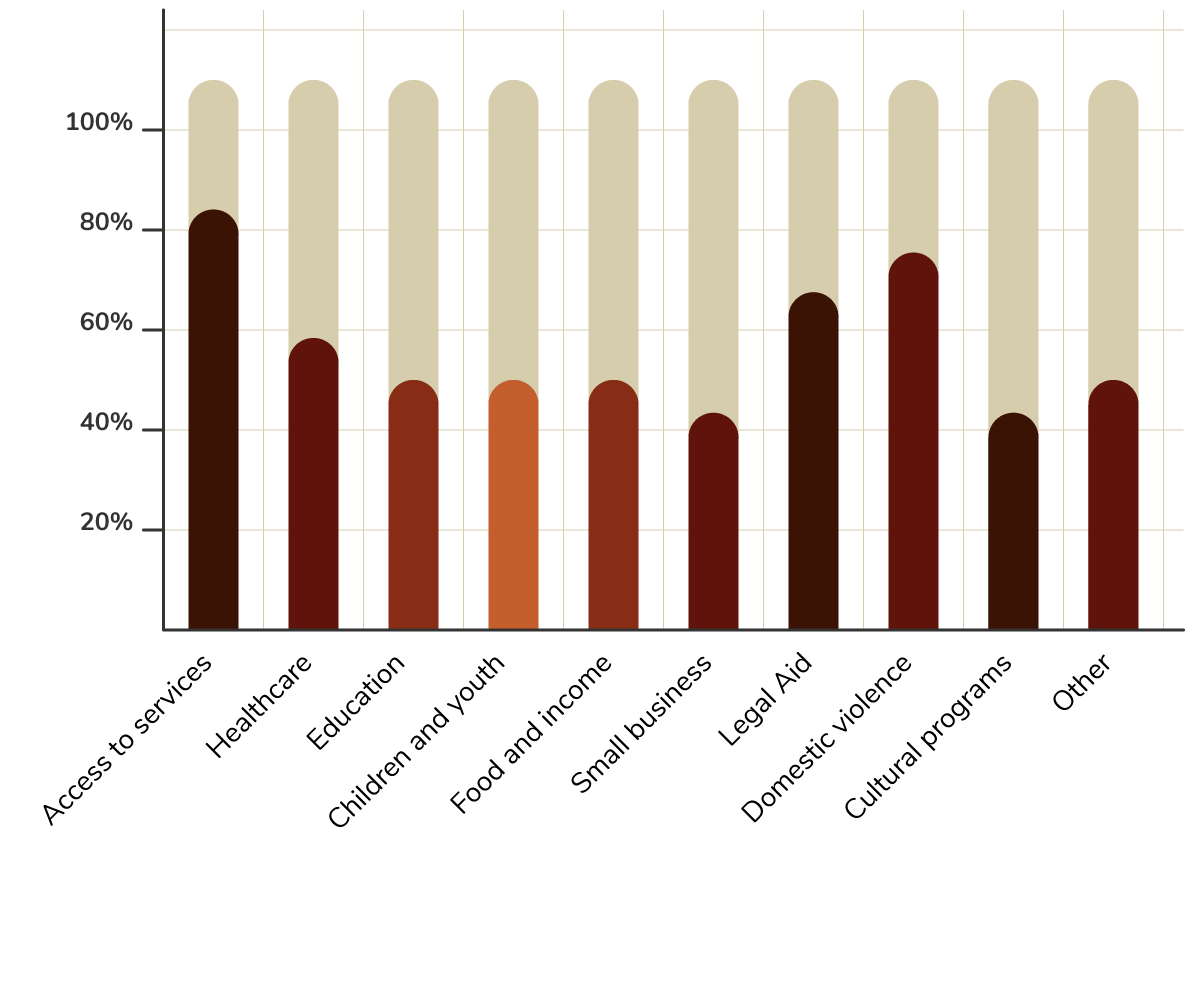 100%
80%
60%
40%
20%
Access to services
Healthcare
Education
Children and youth
Food and income
Small business
Legal Aid
Domestic violence
Cultural programs
Other